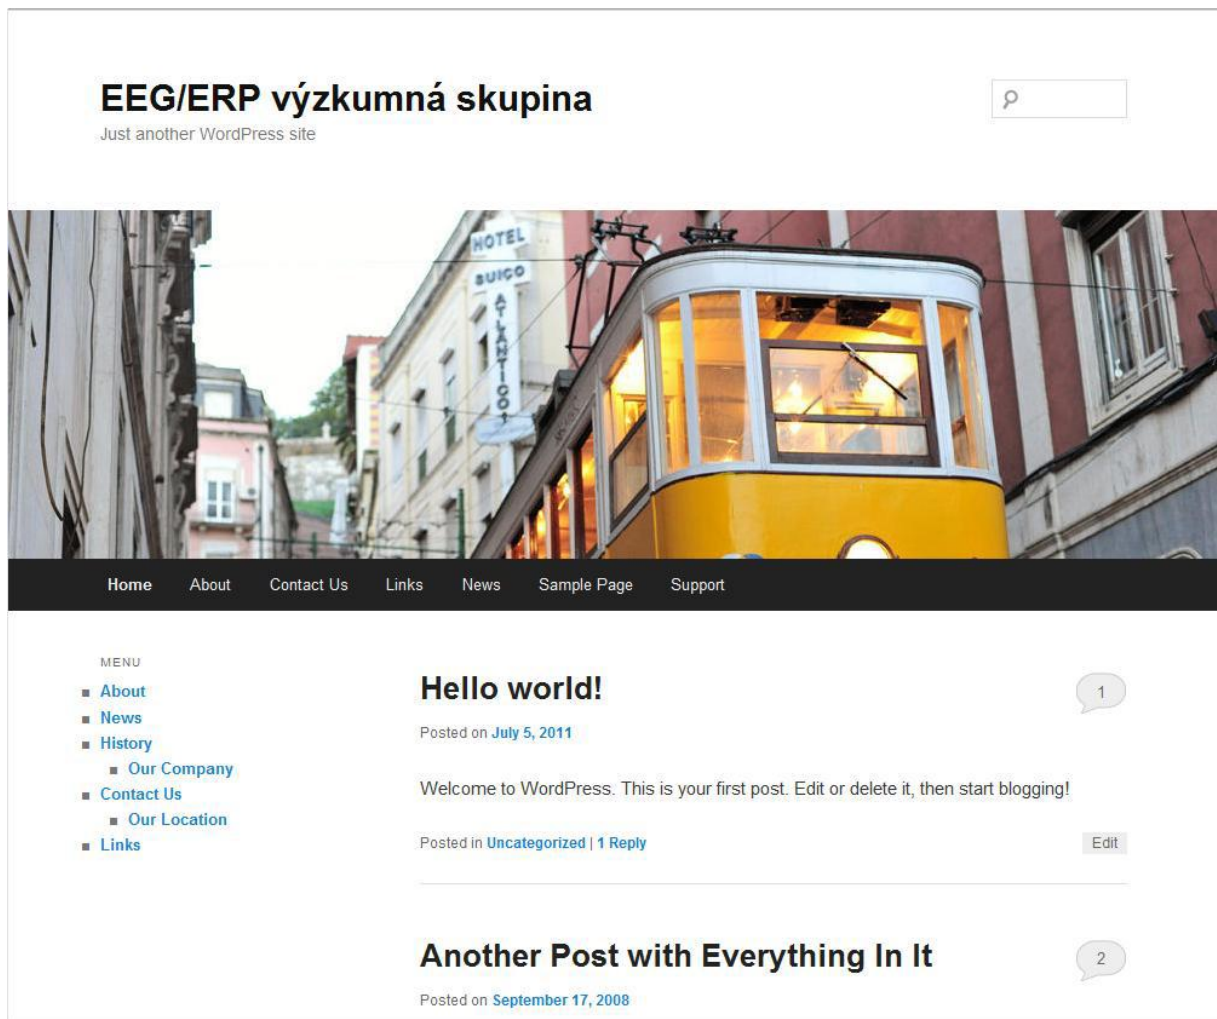 EEG/ERP výzkumná skupina
Just another WordPress site
HOTEL
SUIÇO
ATLANTICO
Home About Contact Us Links News Sample Page Support
MENU
About
News
History
Our Company
Contact Us
Our Location
Links
Hello world!
1
Posted on July 5, 2011
Welcome to WordPress. This is your first post. Edit or delete it, then start blogging!
Posted in Uncategorized | 1 Reply
Edit
Another Post with Everything In It
2
Posted on September 17, 2008